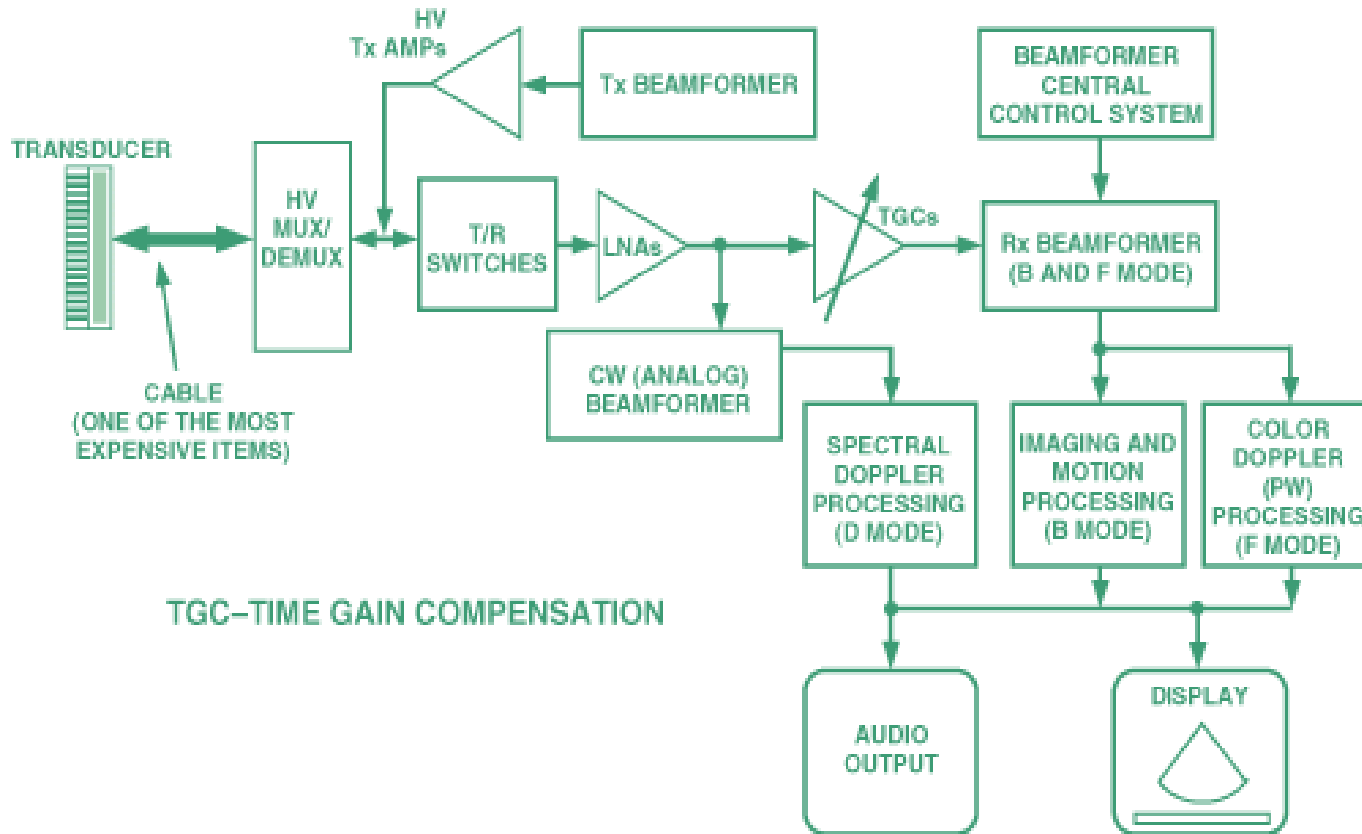 HV
Tx AMPs
Tx BEAMFORMER
BEAMFORMER
CENTRAL
CONTROL SYSTEM
TRANSDUCER
HV
MUX/
DEMUX
T/R
SWITCHES
LNAs
TGCs
Rx BEAMFORMER
(B AND F MODE)
CABLE
(ONE OF THE MOST
EXPENSIVE ITEMS)
CW (ANALOG)
BEAMFORMER
SPECTRAL
DOPPLER
PROCESSING
(D MODE)
IMAGING AND
MOTION
PROCESSING
(B MODE)
COLOR
DOPPLER
(PW)
PROCESSING
(F MODE)
TGC–TIME GAIN COMPENSATION
AUDIO
OUTPUT
DISPLAY